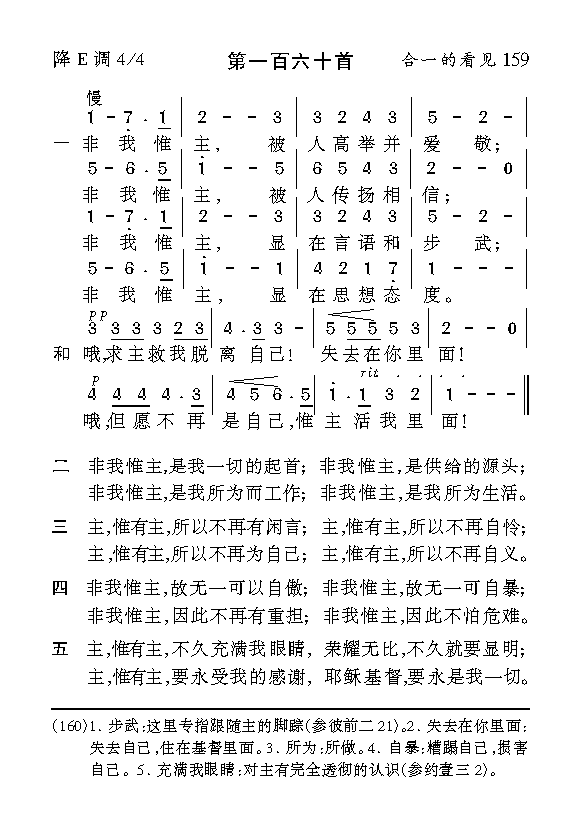 降E调4/4 第一百六十首 合一的看见159
慢
1 - 7 . 1 | 2 - - 3 | 3 2 4 3 | 5 - 2 - |
一 非 我 惟 主, 被 人高举并 爱 敬;
5 - 6 . 5 | 1 - - 5 | 6 5 4 3 | 2 - - 0
非 我 惟 主, 被 人传扬相 信;
1 - 7 . 1 | 2 - - 3 | 3 2 4 3 | 5 - 2 -
非 我 惟 主, 显 在言语和 步 武;
5 - 6 . 5 | 1 - - 1 | 4 2 1 7 | 1 - - -
非 我 惟 主, 显 在思想态 度。
pp
3 3 3 3 2 3 | 4 . 3 3 - | 5 5 5 5 3 | 2 - - 0
和 哦,求主救我脱 离 自己! 失去在你里 面!
p rit . . . .
4 4 4 4 . 3 | 4 5 6 . 5 | 1 . 1 3 2 | 1 - - -
哦,但愿不 再 是自己,惟 主 活我里 面!
二 非我惟主,是我一切的起首; 非我惟主,是供给的源头;
非我惟主,是我所为而工作; 非我惟主,是我所为生活。
三 主,惟有主,所以不再有闲言; 主,惟有主,所以不再自怜;
主,惟有主,所以不再为自己; 主,惟有主,所以不再自义。
四 非我惟主,故无一可以自傲; 非我惟主,故无一可自暴;
非我惟主,因此不再有重担; 非我惟主,因此不怕危难。
五 主,惟有主,不久充满我眼睛, 荣耀无比,不久就要显明;
主,惟有主,要永受我的感谢, 耶稣基督,要永是我一切。
(160)1. 步武:这里专指跟随主的脚踪(参彼前二21)。2. 失去在你里面:
失去自己,住在基督里面。3. 所为:所做。4. 自暴:糟蹋自己,损害
自己。5. 充满我眼睛:对主有完全透彻的认识(参约壹三2)。